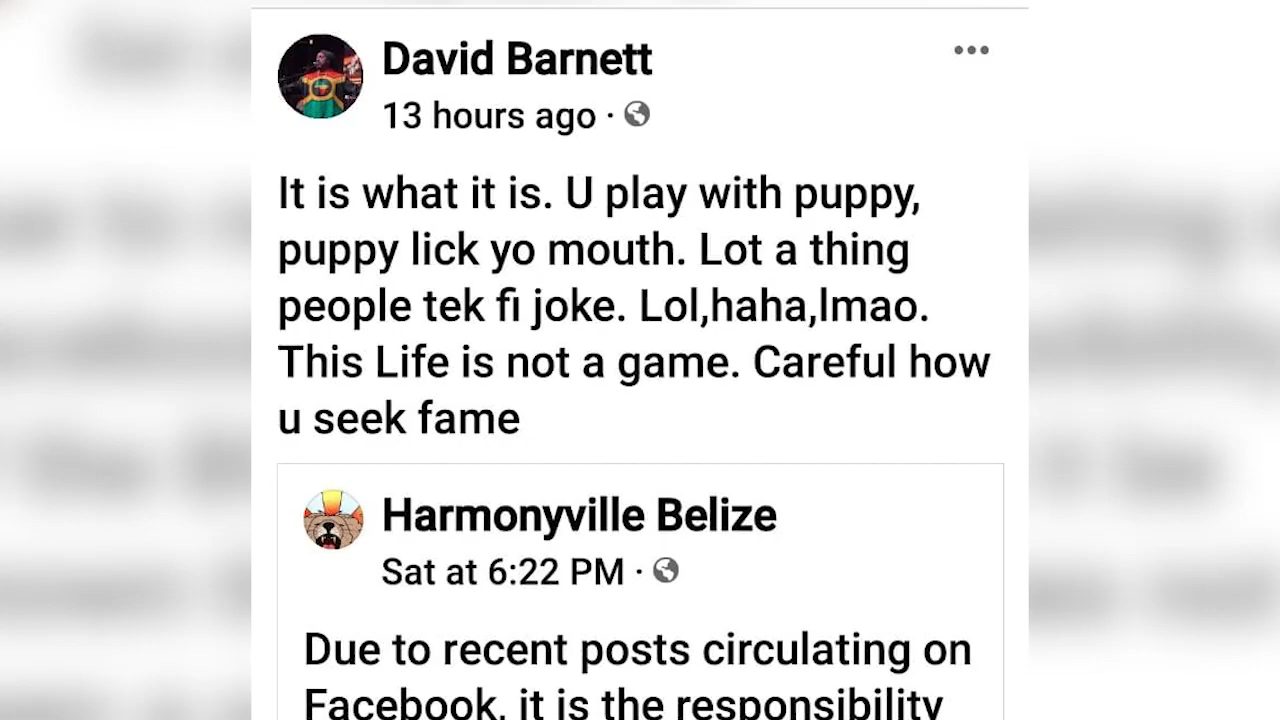 David Barnett
13 hours ago ·
It is what it is. U play with puppy,
puppy lick yo mouth. Lot a thing
people tek fi joke. Lol,haha,lmao.
This Life is not a game. Careful how
u seek fame
Harmonyville Belize
Sat at 6:22 PM ·
Due to recent posts circulating on
Facebook, it is the responsibility